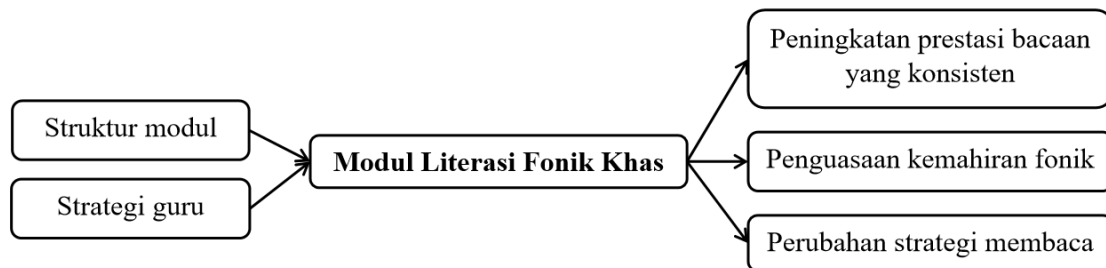 Struktur modul
Strategi guru
Modul Literasi Fonik Khas
Peningkatan prestasi bacaan
yang konsisten
Penguasaan kemahiran fonik
Perubahan strategi membaca